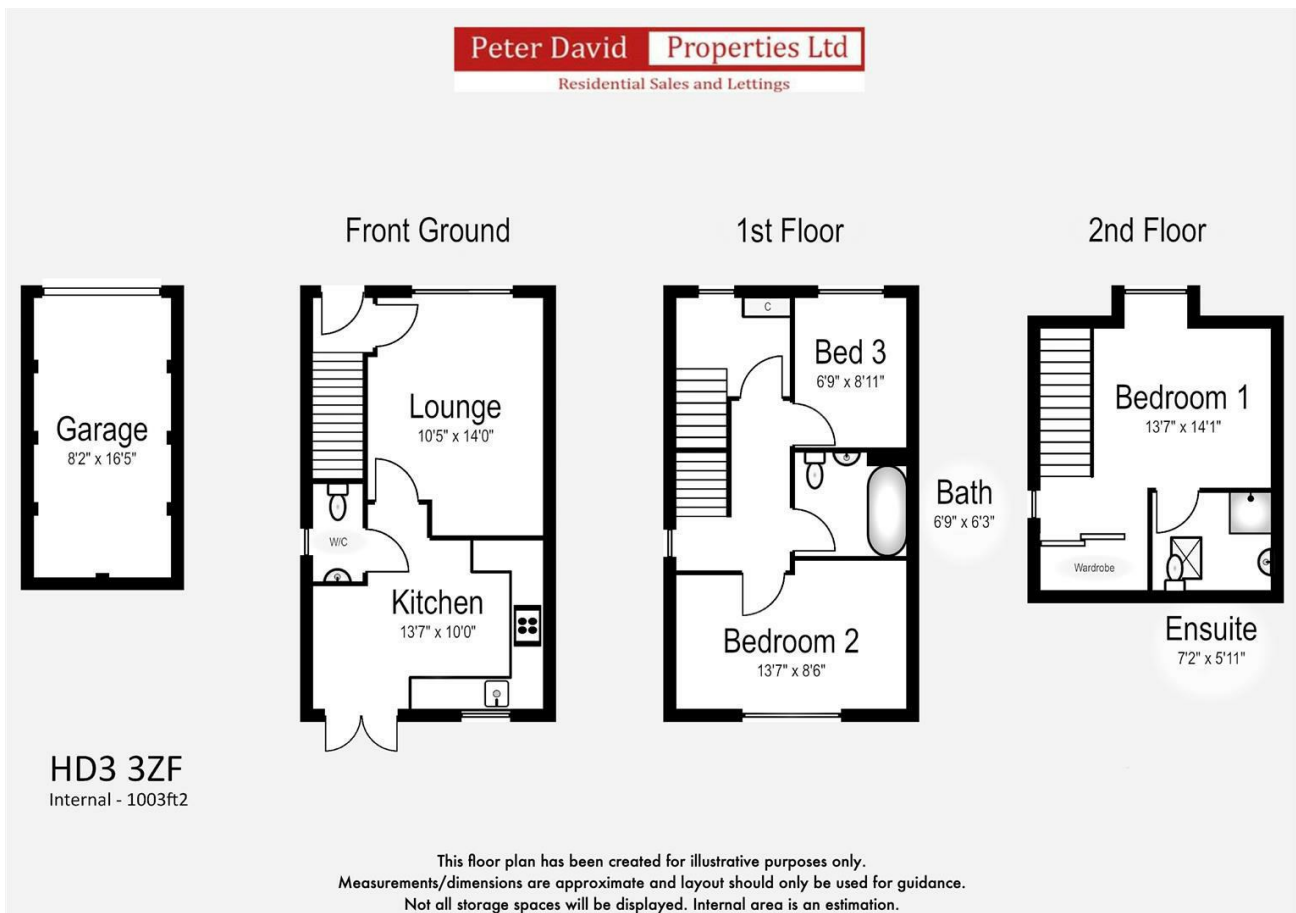 Peter David Properties Ltd
Residential Sales and Lettings
Front Ground
1st Floor
2nd Floor
Garage
8'2" x 16'5"
Lounge
10'5" x 14'0"
W/C
Kitchen
13'7" x 10'0"
C
Bed 3
6'9" x 8'11"
Bath
6'9" x 6'3"
Bedroom 2
13'7" x 8'6"
Bedroom 1
13'7" x 14'1"
Wardrobe
Ensuite
7'2" x 5'11"
HD3 3ZF
Internal - 1003ft2
This floor plan has been created for illustrative purposes only.
Measurements/dimensions are approximate and layout should only be used for guidance.
Not all storage spaces will be displayed. Internal area is an estimation.